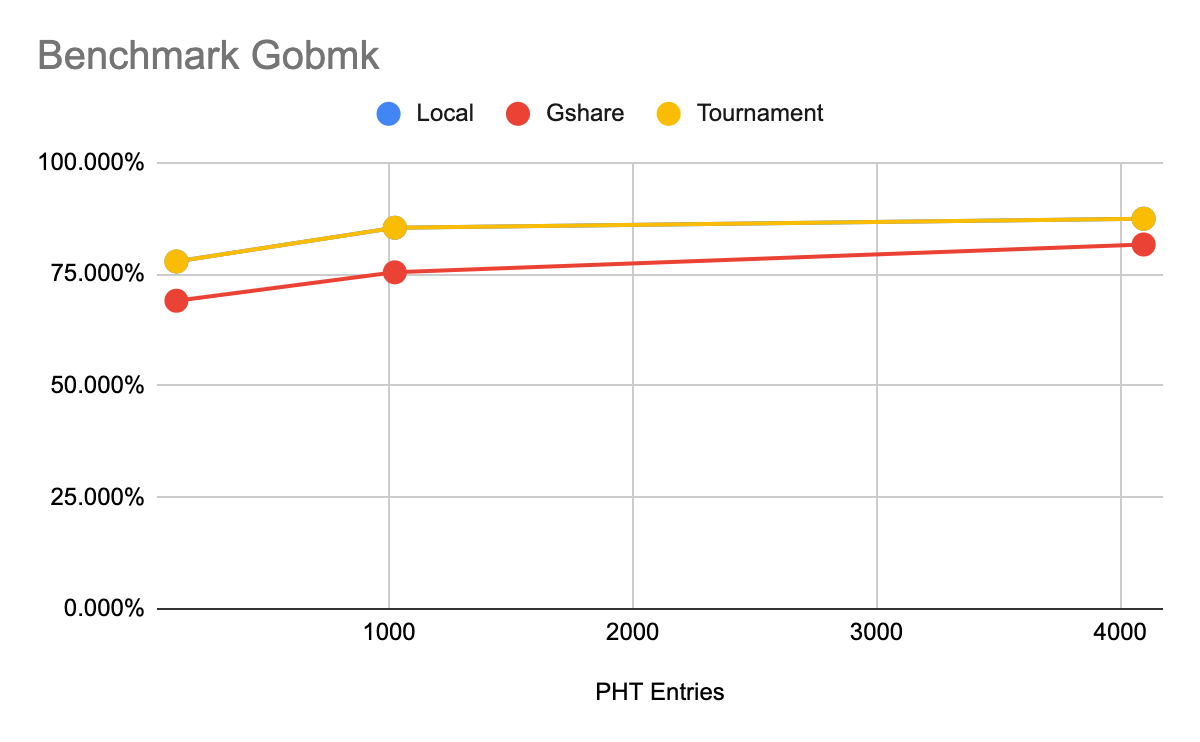 Benchmark Gobmk
Local Gshare Tournament
100.000%
75.000%
50.000%
25.000%
0.000%
1000 2000 3000 4000
PHT Entries